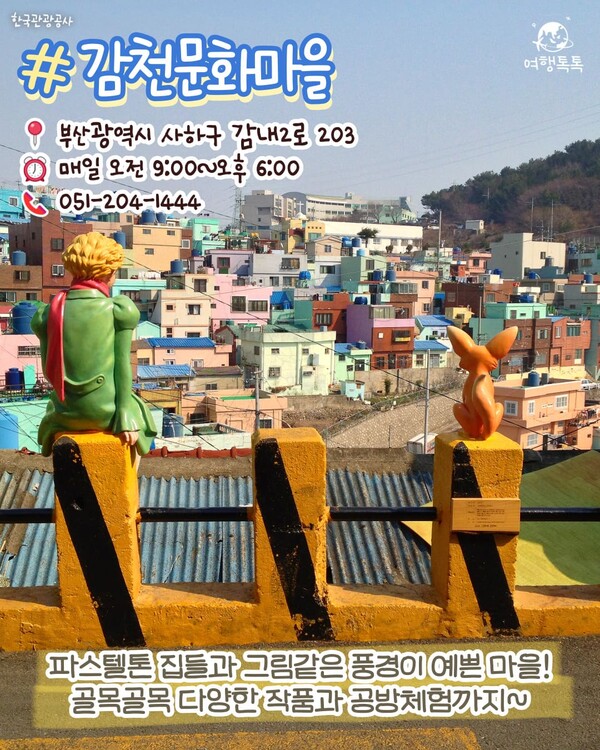 한국관광공사
여행톡톡
#감천문화마을
부산광역시 사하구 감내2로 203
매일 오전 9:00~오후 6:00
051-204-1444
파스텔톤 집들과 그림같은 풍경이 예쁜 마을!
골목골목 다양한 작품과 공방체험까지~